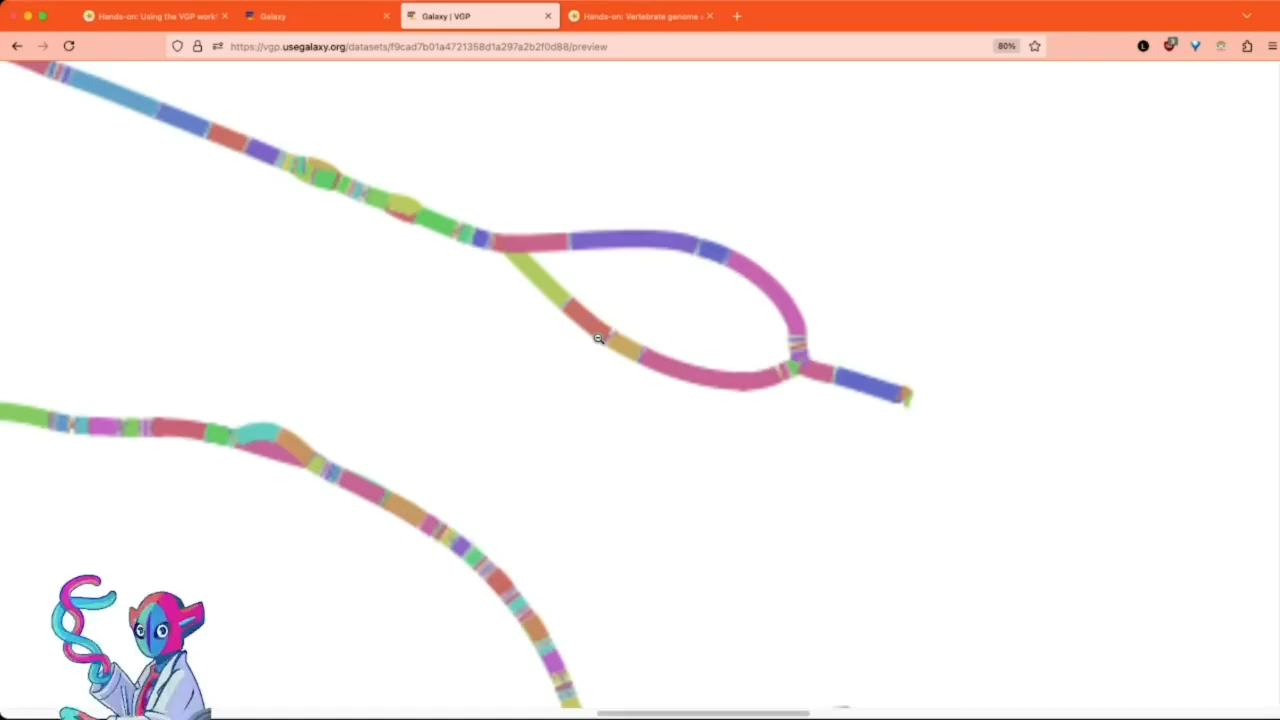 Hands-on: Using the VGP work
Galaxy
Galaxy | VGP
Hands-on: Vertebrate genome a
https://vgp.usegalaxy.org/datasets/f9cad7b01a4721358d1a297a2b2f0d88/preview
80%